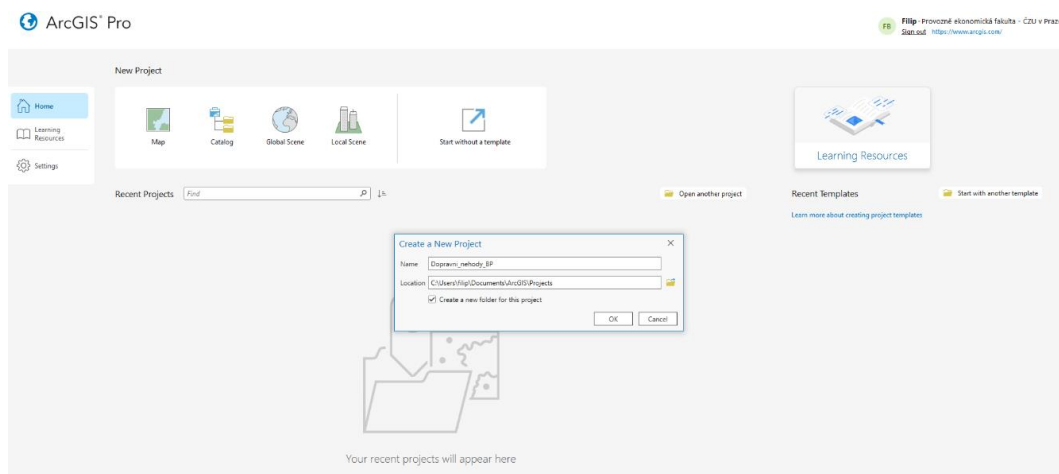 ArcGIS® Pro
FB
Filip - Provozně ekonomická fakulta - ČZU v Praz
Sign out https://www.arcgis.com/
New Project
Home
Learning
Resources
Settings
Map
Catalog
Global Scene
Local Scene
Start without a template
Learning Resources
Recent Projects
Find
Open another project
Recent Templates
Start with another template
Learn more about creating project templates
Create a New Project
Name Dopravni_nehody_BP
Location C:\Users\filip\Documents\ArcGIS\Projects
Create a new folder for this project
OK
Cancel
Your recent projects will appear here